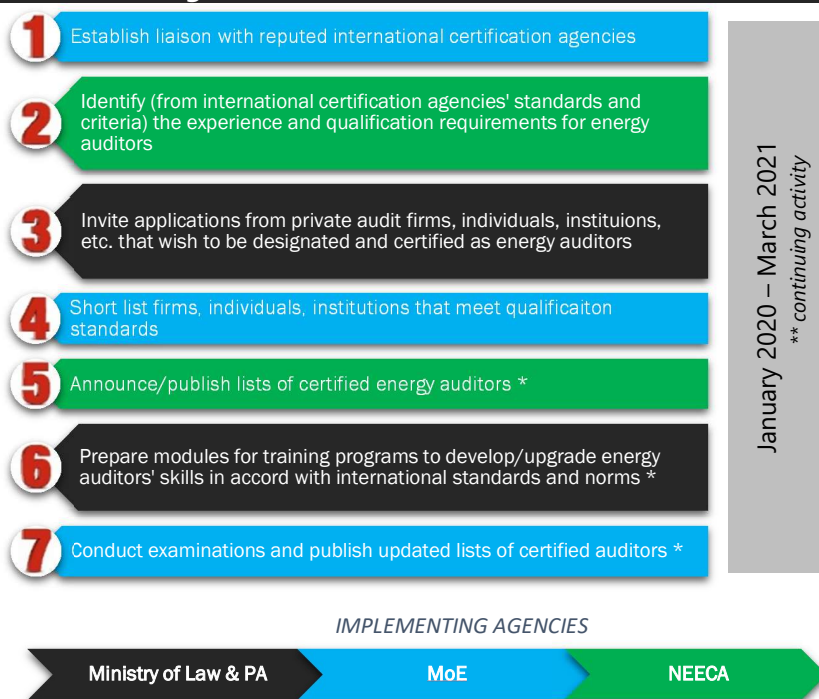 1
Establish liaison with reputed international certification agencies
2
Identify (from international certification agencies' standards and
criteria) the experience and qualification requirements for energy
auditors
3
Invite applications from private audit firms, individuals, instituions,
etc. that wish to be designated and certified as energy auditors
4
Short list firms, individuals, institutions that meet qualificaiton
standards
5
Announce/publish lists of certified energy auditors *
6
Prepare modules for training programs to develop/upgrade energy
auditors' skills in accord with international standards and norms *
7
Conduct examinations and publish updated lists of certified auditors *
January 2020 – March 2021
** continuing activity
IMPLEMENTING AGENCIES
Ministry of Law & PA
MoE
NEECA